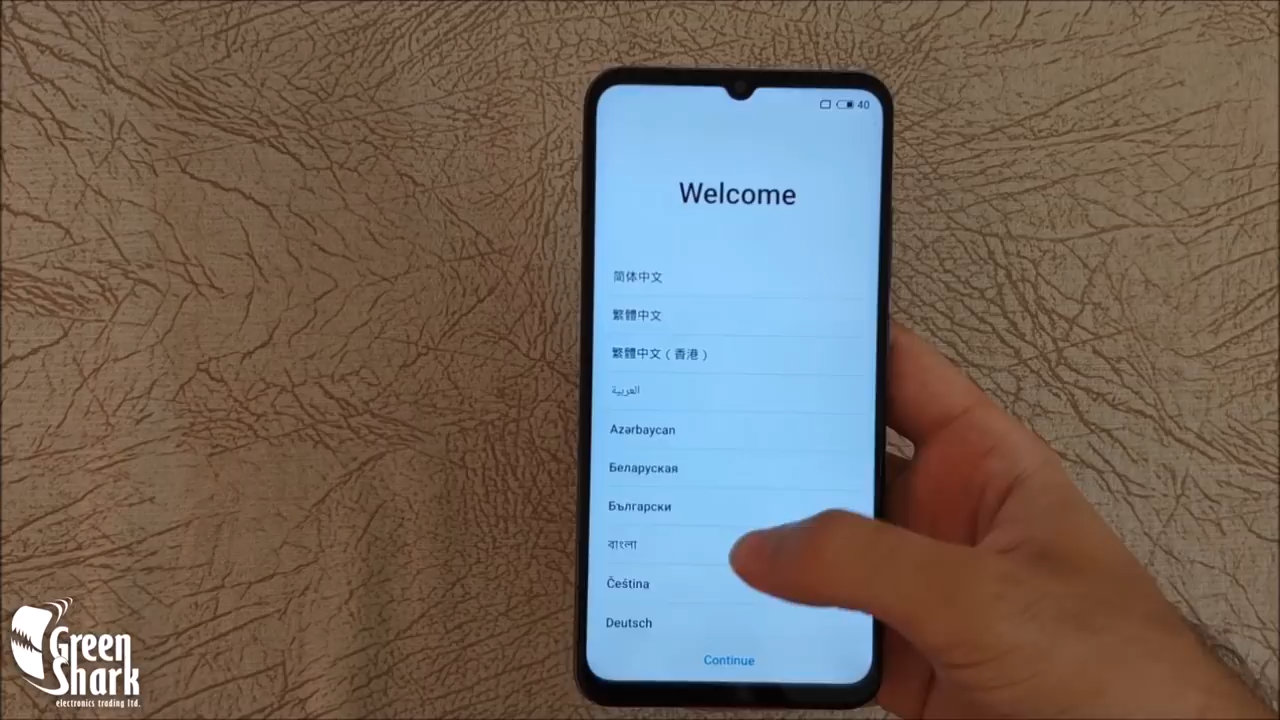 40
Welcome
简体中文
繁體中文
繁體中文（香港）
العربية
Azərbaycan
Беларуская
Български
বাংলা
Čeština
Deutsch
Continue
Green
Shark
electronics trading ltd.